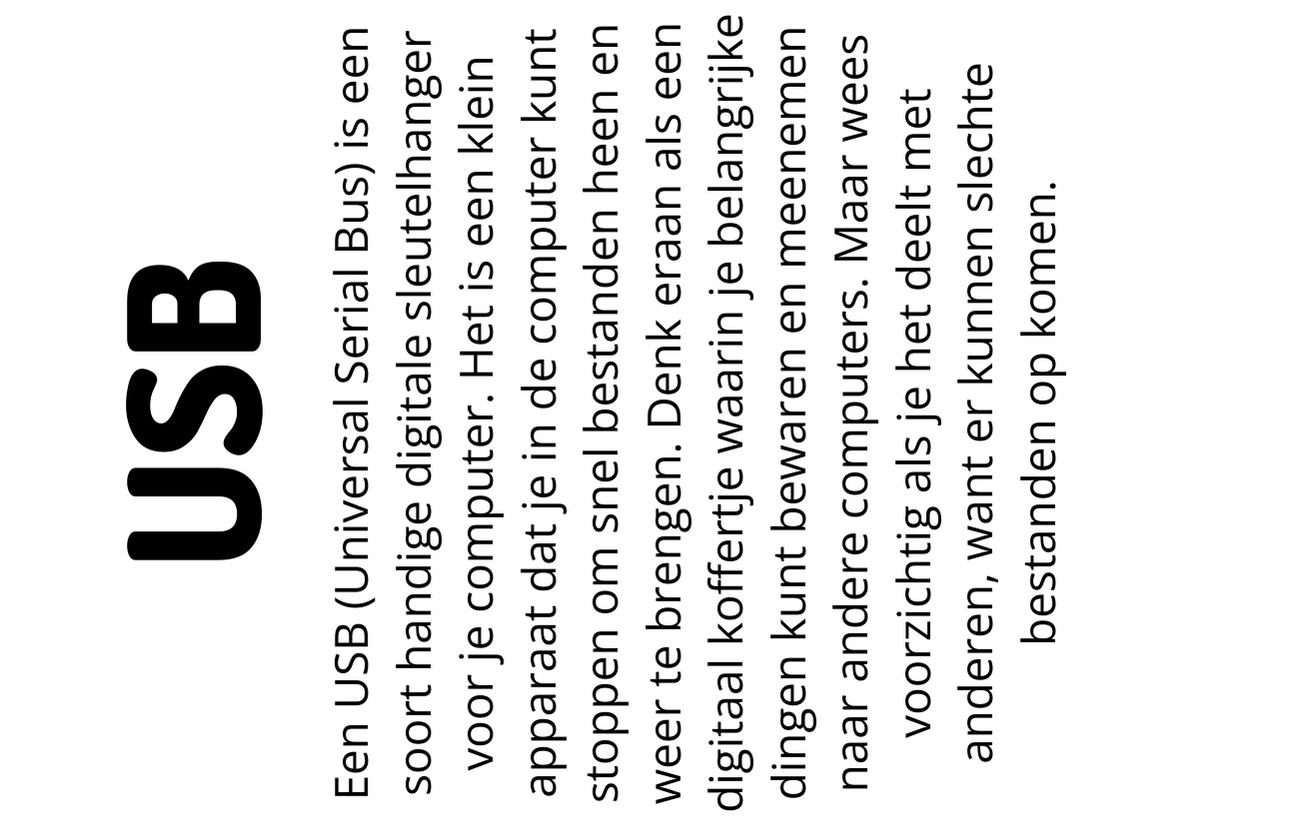 USB
Een USB (Universal Serial Bus) is een
soort handige digitale sleutelhanger
voor je computer. Het is een klein
apparaat dat je in de computer kunt
stoppen om snel bestanden heen en
weer te brengen. Denk eraan als een
digitaal koffertje waarin je belangrijke
dingen kunt bewaren en meenemen
naar andere computers. Maar wees
voorzichtig als je het deelt met
anderen, want er kunnen slechte
bestanden op komen.